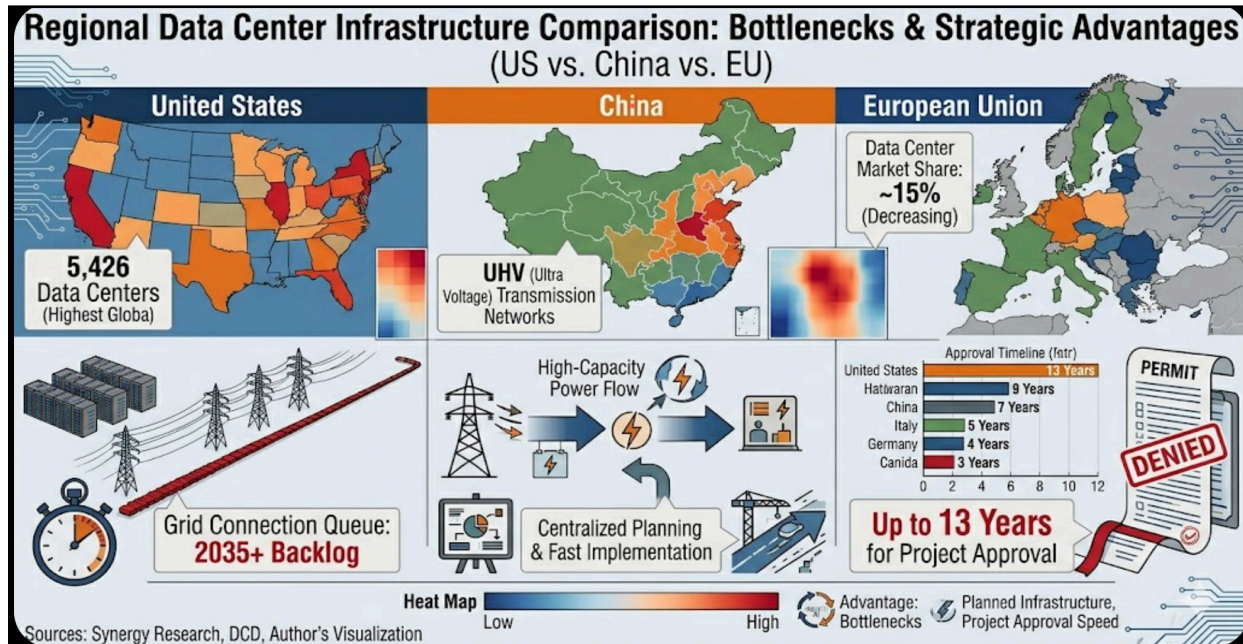 Regional Data Center Infrastructure Comparison: Bottlenecks & Strategic Advantages
(US vs. China vs. EU)
United States
5,426
Data Centers
(Highest Globa)
Grid Connection Queue:
2035+ Backlog
China
UHV (Ultra
Voltage) Transmission
Networks
High-Capacity
Power Flow
Centralized Planning
& Fast Implementation
European Union
Data Center
Market Share:
~15%
(Decreasing)
Approval Timeline
United States 13 Years
Hatwaran 9 Years
China 7 Years
Italy 5 Years
Germany 4 Years
Canida 3 Years
0 2 4 6 8 10 12
PERMIT
DENIED
Up to 13 Years
for Project Approval
Heat Map
Low High
Advantage:
Bottlenecks
Planned Infrastructure,
Project Approval Speed
Sources: Synergy Research, DCD, Author's Visualization